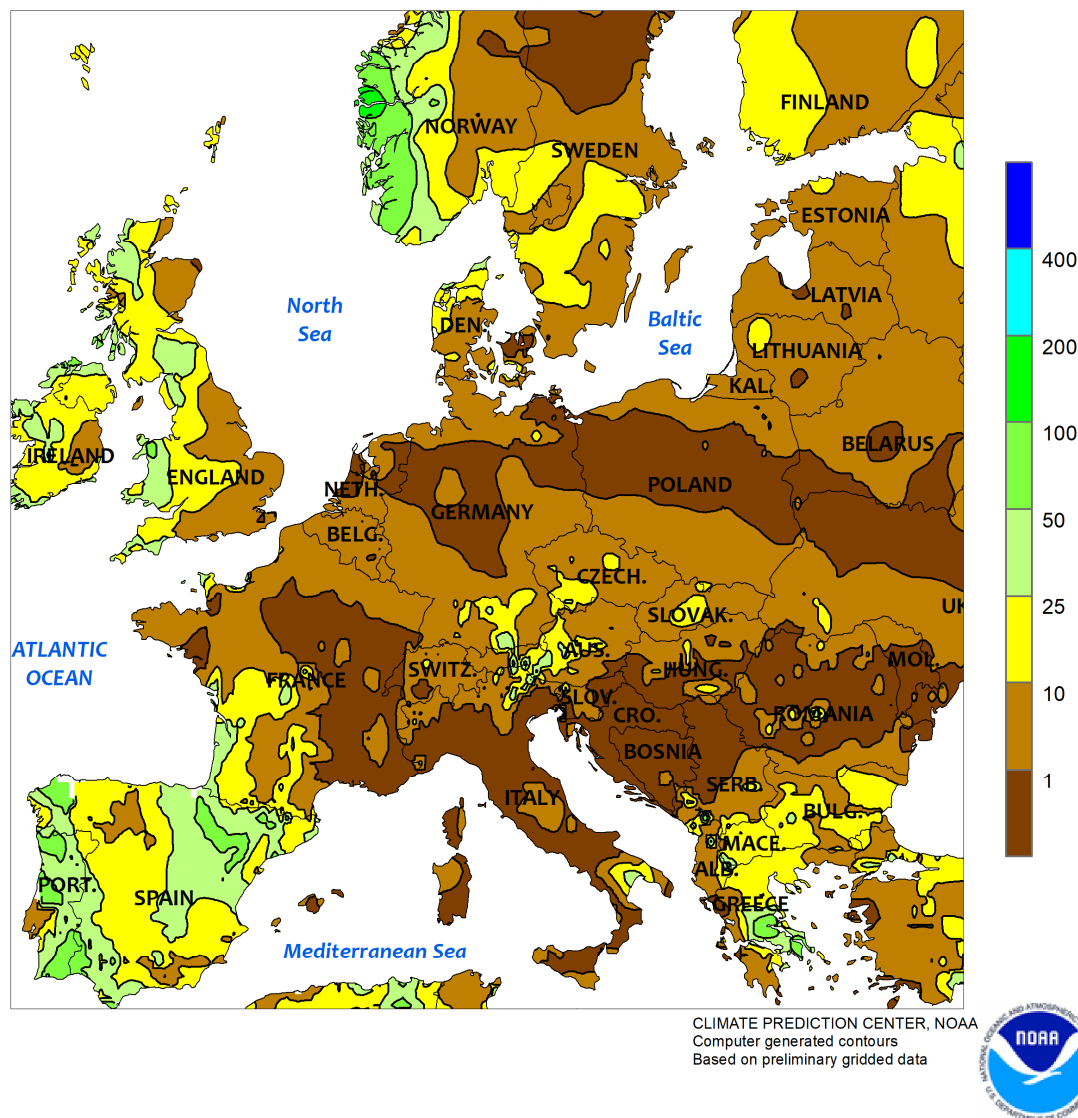 FINLAND
NORWAY
SWEDEN
ESTONIA
400
North
Sea
LATVIA
Baltic
Sea
DEN.
200
LITHUANIA
KAL.
100
BELARUS
IRELAND
ENGLAND
NETH.
POLAND
GERMANY
50
BELG.
CZECH.
25
UK
SLOVAK.
ATLANTIC
OCEAN
AUS.
MOL.
SWITZ.
HUNG.
FRANCE
10
SLOV.
CRO.
ROMANIA
BOSNIA
1
SERB.
ITALY
BULG.
MACE.
ALB.
PORT.
SPAIN
GREECE
Mediterranean Sea
CLIMATE PREDICTION CENTER, NOAA
Computer generated contours
Based on preliminary gridded data
NOAA